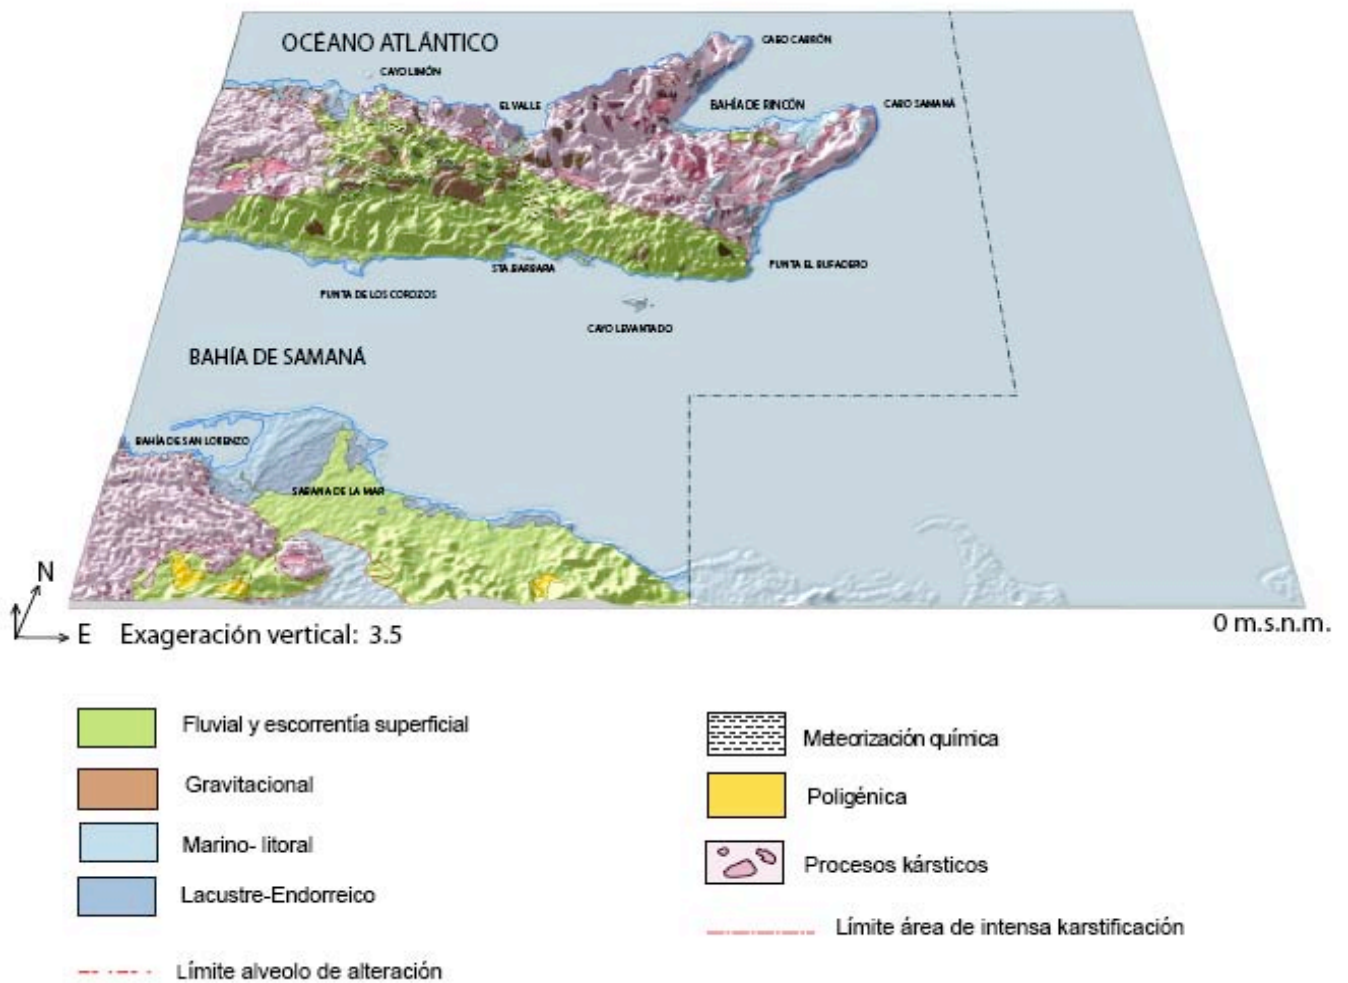 OCÉANO ATLÁNTICO
CABO CABRÓN
CAYO LIMÓN
EL VALLE
BAHÍA DE RINCÓN
CABO SAMANÁ
STA. BARBARA
PUNTA EL BUFADERO
PUNTA DE LOS COROZOS
CAYO LEVANTADO
BAHÍA DE SAMANÁ
BAHÍA DE SAN LORENZO
SABANA DE LA MAR
N
E
Exageración vertical: 3.5
0 m.s.n.m.
Fluvial y escorrentía superficial
Gravitacional
Marino- litoral
Lacustre-Endorreico
Límite alveolo de alteración
Meteorización química
Poligénica
Procesos kársticos
Límite área de intensa karstificación